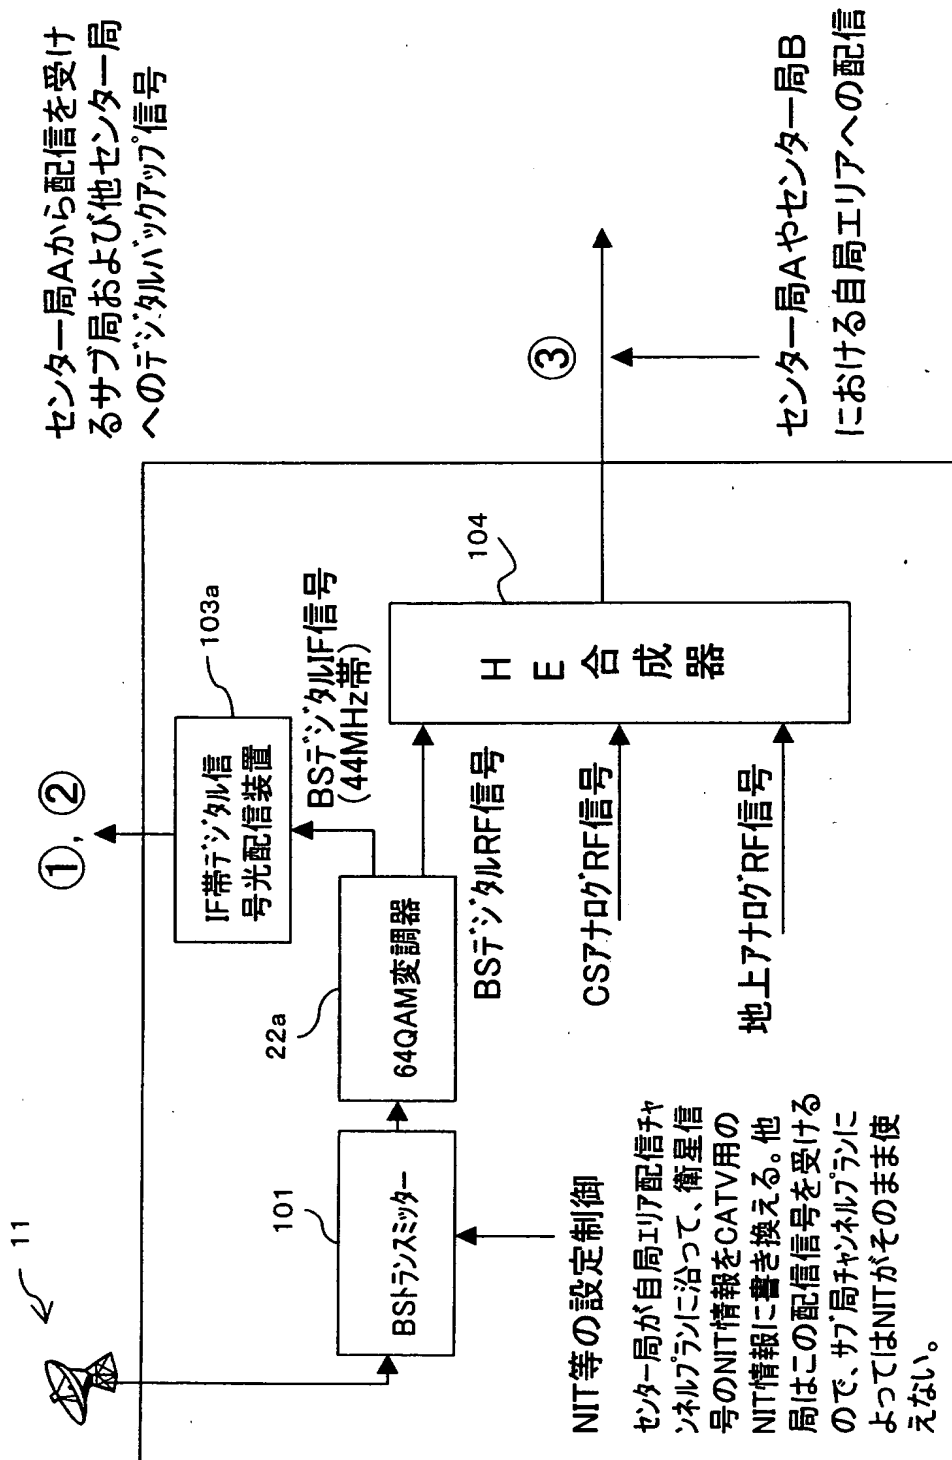 センター局Aから配信を受け
るサブ局および他センター局
へのデジタルバックアップ信号
①, ②
IF帯デジタル信
号光配信装置
103a
BSデジタルIF信号
(44MHz帯)
11
BSトランスミッター
101
64QAM変調器
22a
BSデジタルRF信号
CSアナログRF信号
地上アナログRF信号
HE合成器
104
③
センター局AやセンターB
における自局エリアへの配信
NIT等の設定制御
センター局が自局エリア配信チャ
ンネルプランに沿って、衛星信
号のNIT情報をCATV用の
NIT情報に書き換える。他
局はこの配信信号を受ける
ので、サブ局チャンネルプランに
よってはNITがそのまま使
えない。